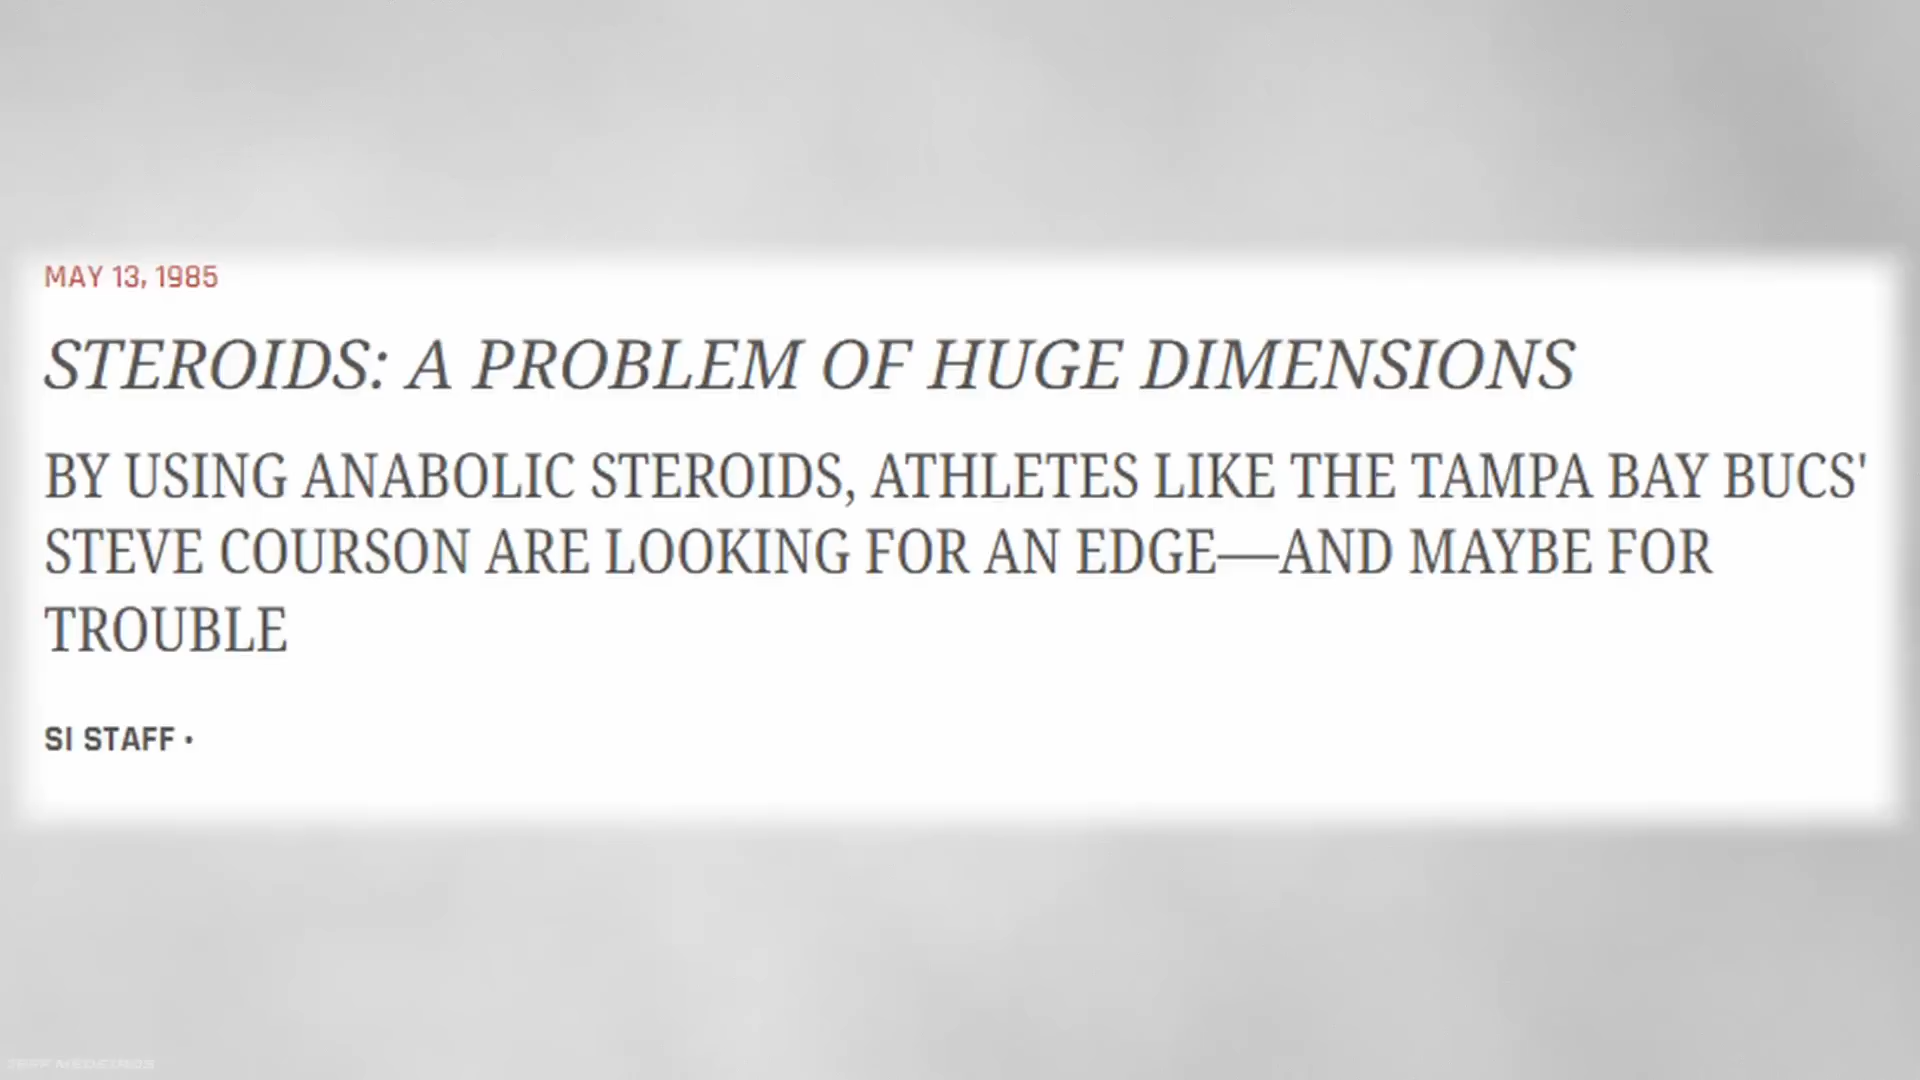 MAY 13, 1985
STEROIDS: A PROBLEM OF HUGE DIMENSIONS
BY USING ANABOLIC STEROIDS, ATHLETES LIKE THE TAMPA BAY BUCS'
STEVE COURSON ARE LOOKING FOR AN EDGE—AND MAYBE FOR
TROUBLE
SI STAFF •